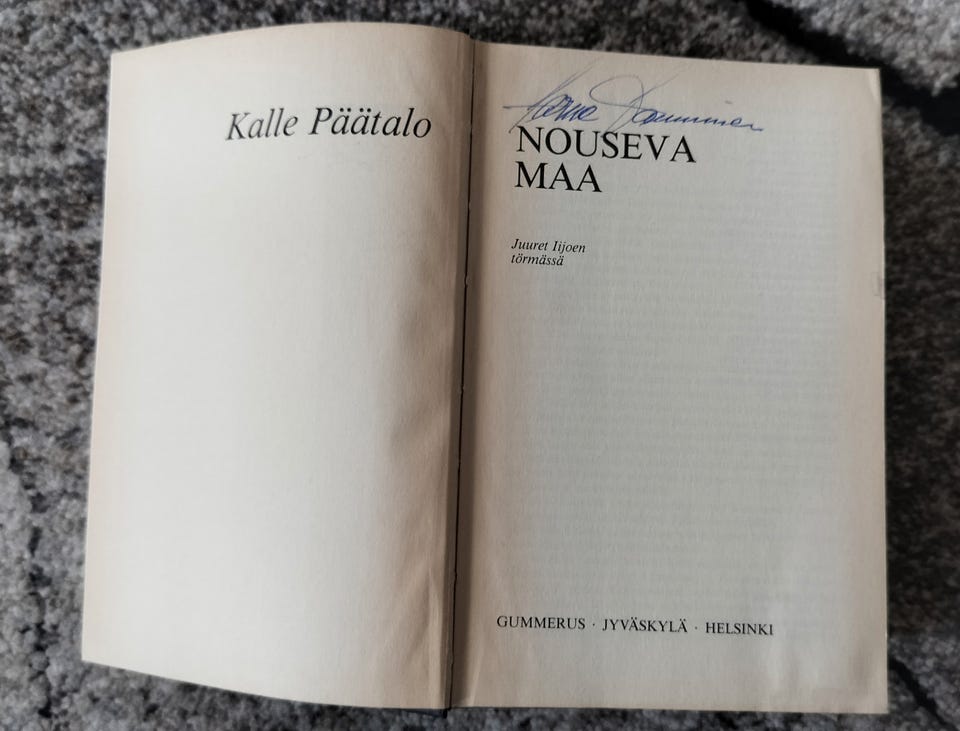 Kalle Päätalo
NOUSEVA
MAA
Juuret Iijoen
törmässä
GUMMERUS · JYVÄSKYLÄ · HELSINKI